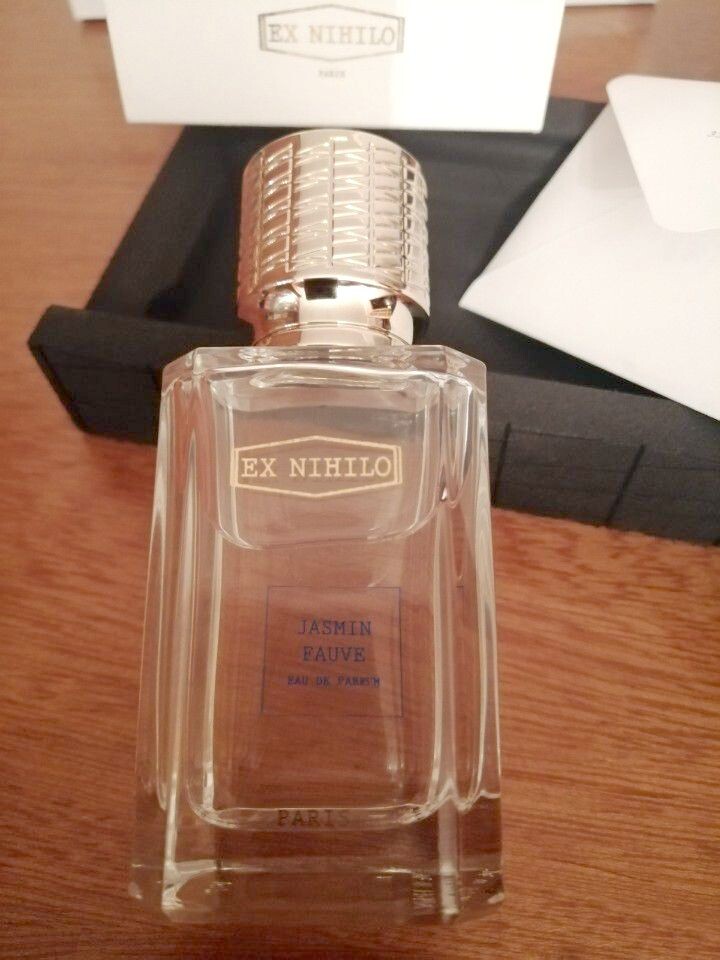 EX NIHILO
PARIS
EX NIHILO
JASMIN
FAUVE
EAU DE PARFUM
PARIS